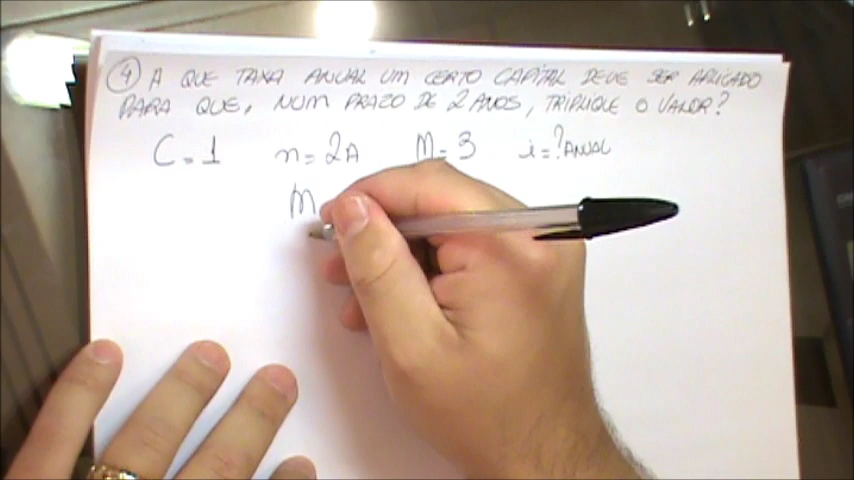 4 A QUE TAXA ANUAL UM CERTO CAPITAL DEVE SER APLICADO
PARA QUE, NUM PRAZO DE 2 ANOS, TRIPLIQUE O VALOR?
C = 1 n = 2A M = 3 i = ? ANUAL
M